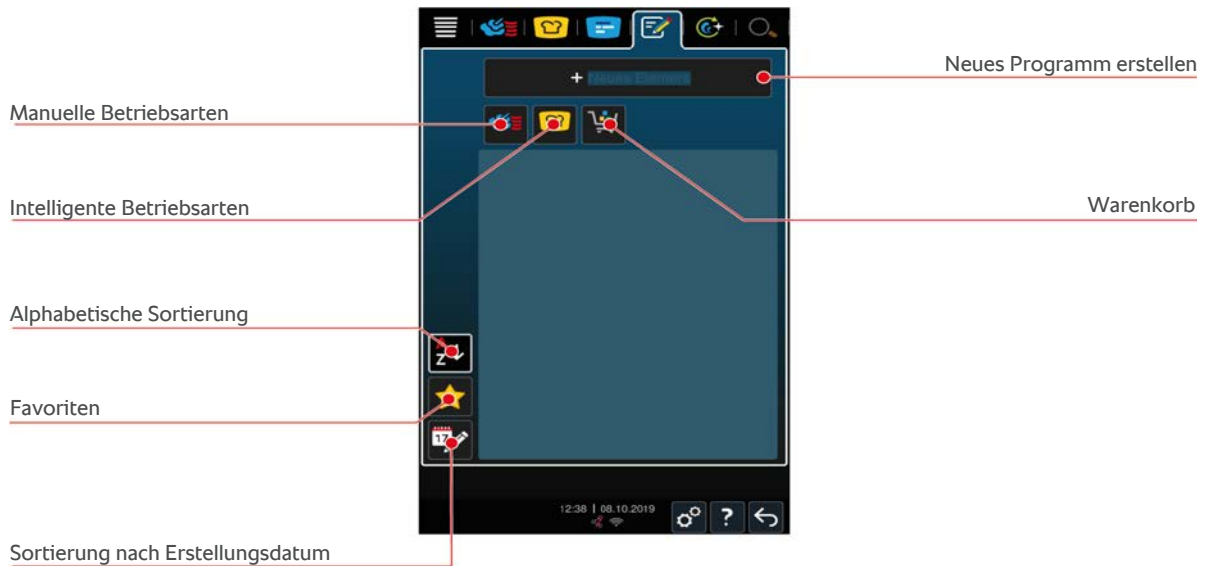 Neues Programm erstellen
+ Neues Element
Manuelle Betriebsarten
Intelligente Betriebsarten
Warenkorb
Alphabetische Sortierung
A
Z
Favoriten
17
12:38 | 08.10.2019
?
Sortierung nach Erstellungsdatum